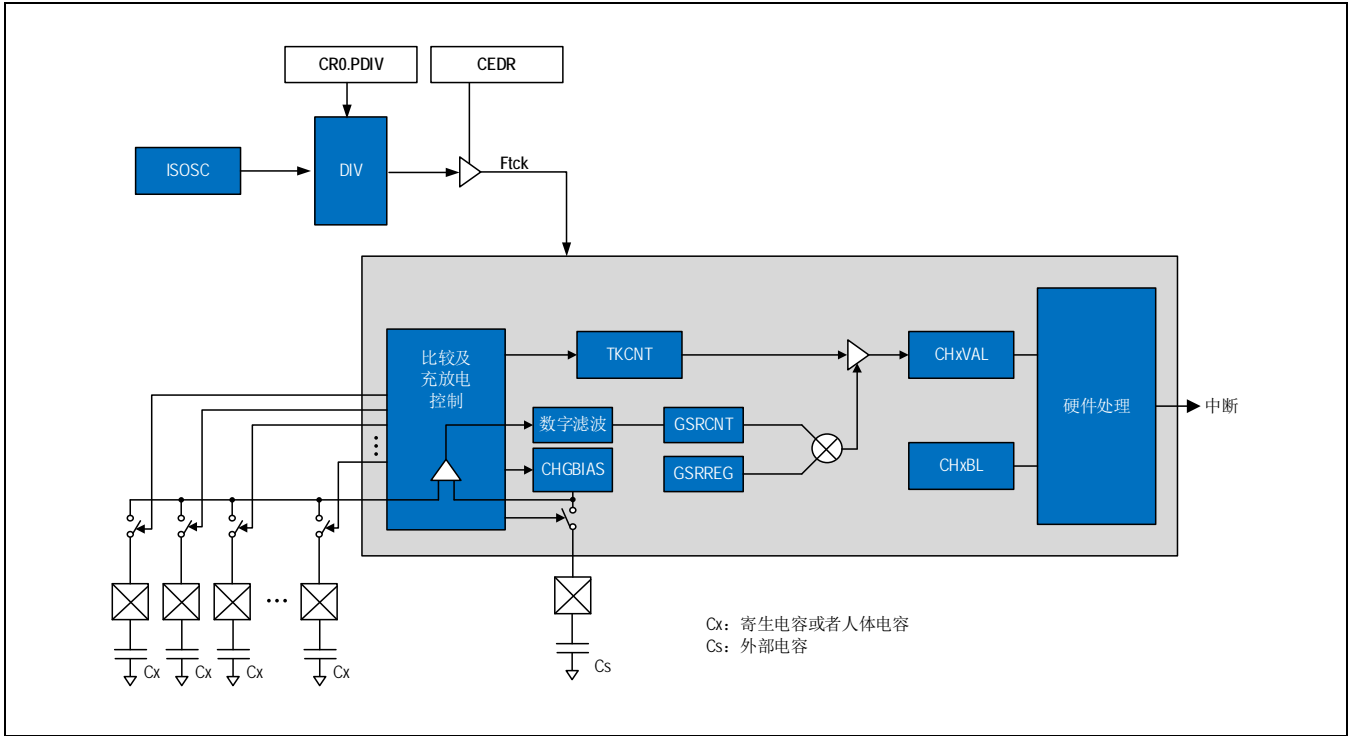 CR0.PDIV
CEDR
ISOSC
DIV
Ftck
比较及
充放电
控制
TKCNT
CHxVAL
硬件处理
中断
数字滤波
GSRCNT
CHGBIAS
GSRREG
CHxBL
Cx
Cx
Cx
Cx
Cs
Cx：寄生电容或者人体电容
Cs：外部电容